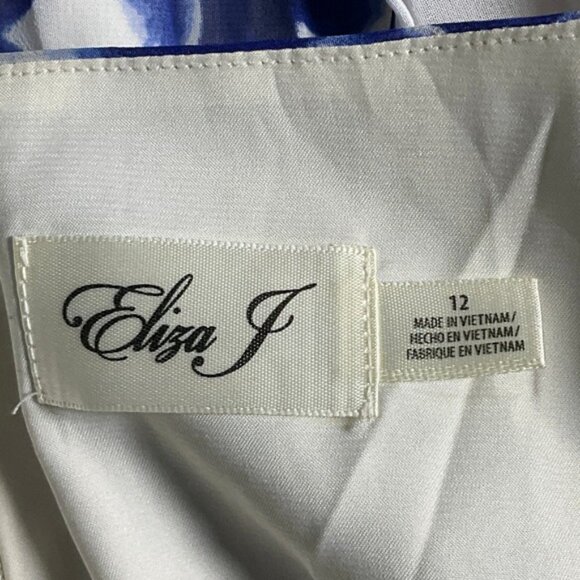 Eliza J
12
MADE IN VIETNAM/
HECHO EN VIETNAM/
FABRIQUE EN VIETNAM